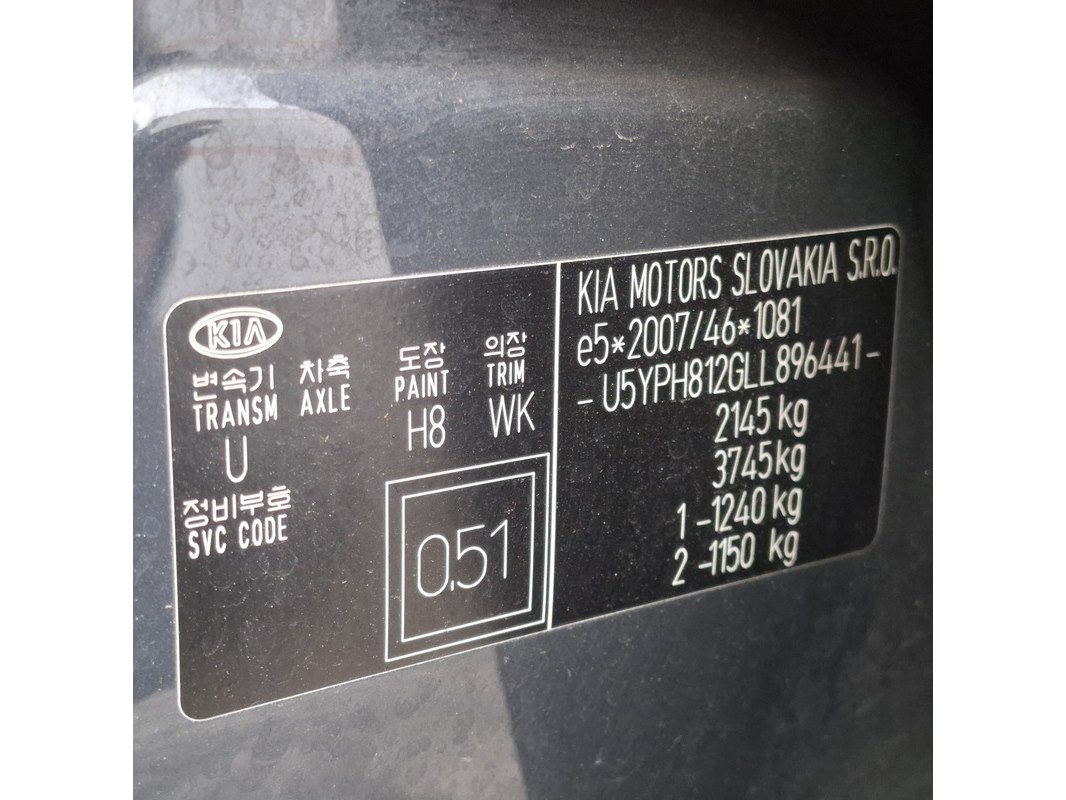 KIA
변속기 차축 도장 의장
TRANSM AXLE PAINT TRIM
U H8 WK
정비부호
SVC CODE
0,51
KIA MOTORS SLOVAKIA S.R.O.
e5*2007/46*1081
- U5YPH812GLL896441 -
2145 kg
3745 kg
1 -1240 kg
2 -1150 kg